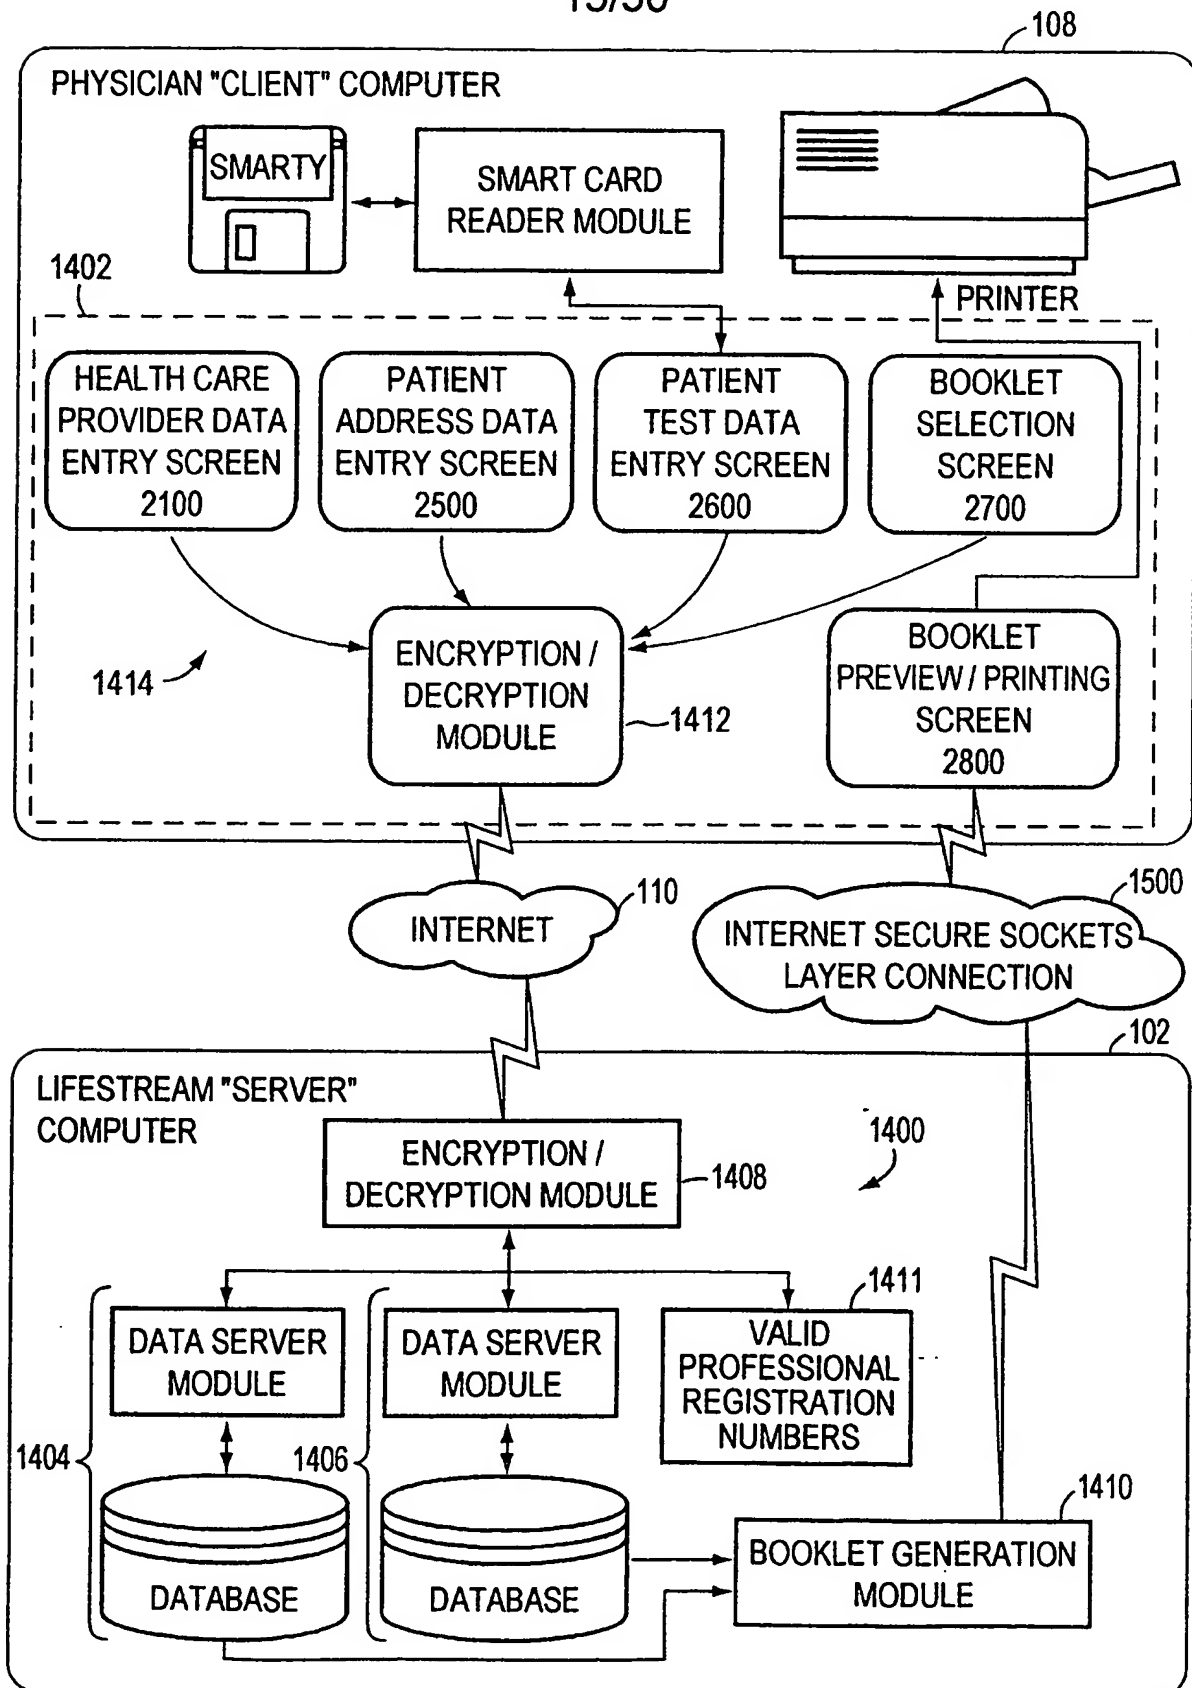 108
PHYSICIAN "CLIENT" COMPUTER
SMARTY
SMART CARD
READER MODULE
PRINTER
1402
HEALTH CARE
PROVIDER DATA
ENTRY SCREEN
2100
PATIENT
ADDRESS DATA
ENTRY SCREEN
2500
PATIENT
TEST DATA
ENTRY SCREEN
2600
BOOKLET
SELECTION
SCREEN
2700
1414
ENCRYPTION /
DECRYPTION
MODULE
1412
BOOKLET
PREVIEW / PRINTING
SCREEN
2800
INTERNET
110
INTERNET SECURE SOCKETS
LAYER CONNECTION
1500
102
LIFESTREAM "SERVER"
COMPUTER
ENCRYPTION /
DECRYPTION MODULE
1408
1400
1404
DATA SERVER
MODULE
DATABASE
1406
DATA SERVER
MODULE
DATABASE
1411
VALID
PROFESSIONAL
REGISTRATION
NUMBERS
1410
BOOKLET GENERATION
MODULE